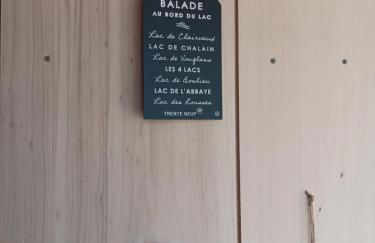 BALADE
AU BORD DU LAC
Lac de Clairvaux
LAC DE CHALAIN
Lac de Vouglans
LES 4 LACS
Lac de Bonlieu
LAC DE L'ABBAYE
Lac des Rousses
TRENTE NEUF